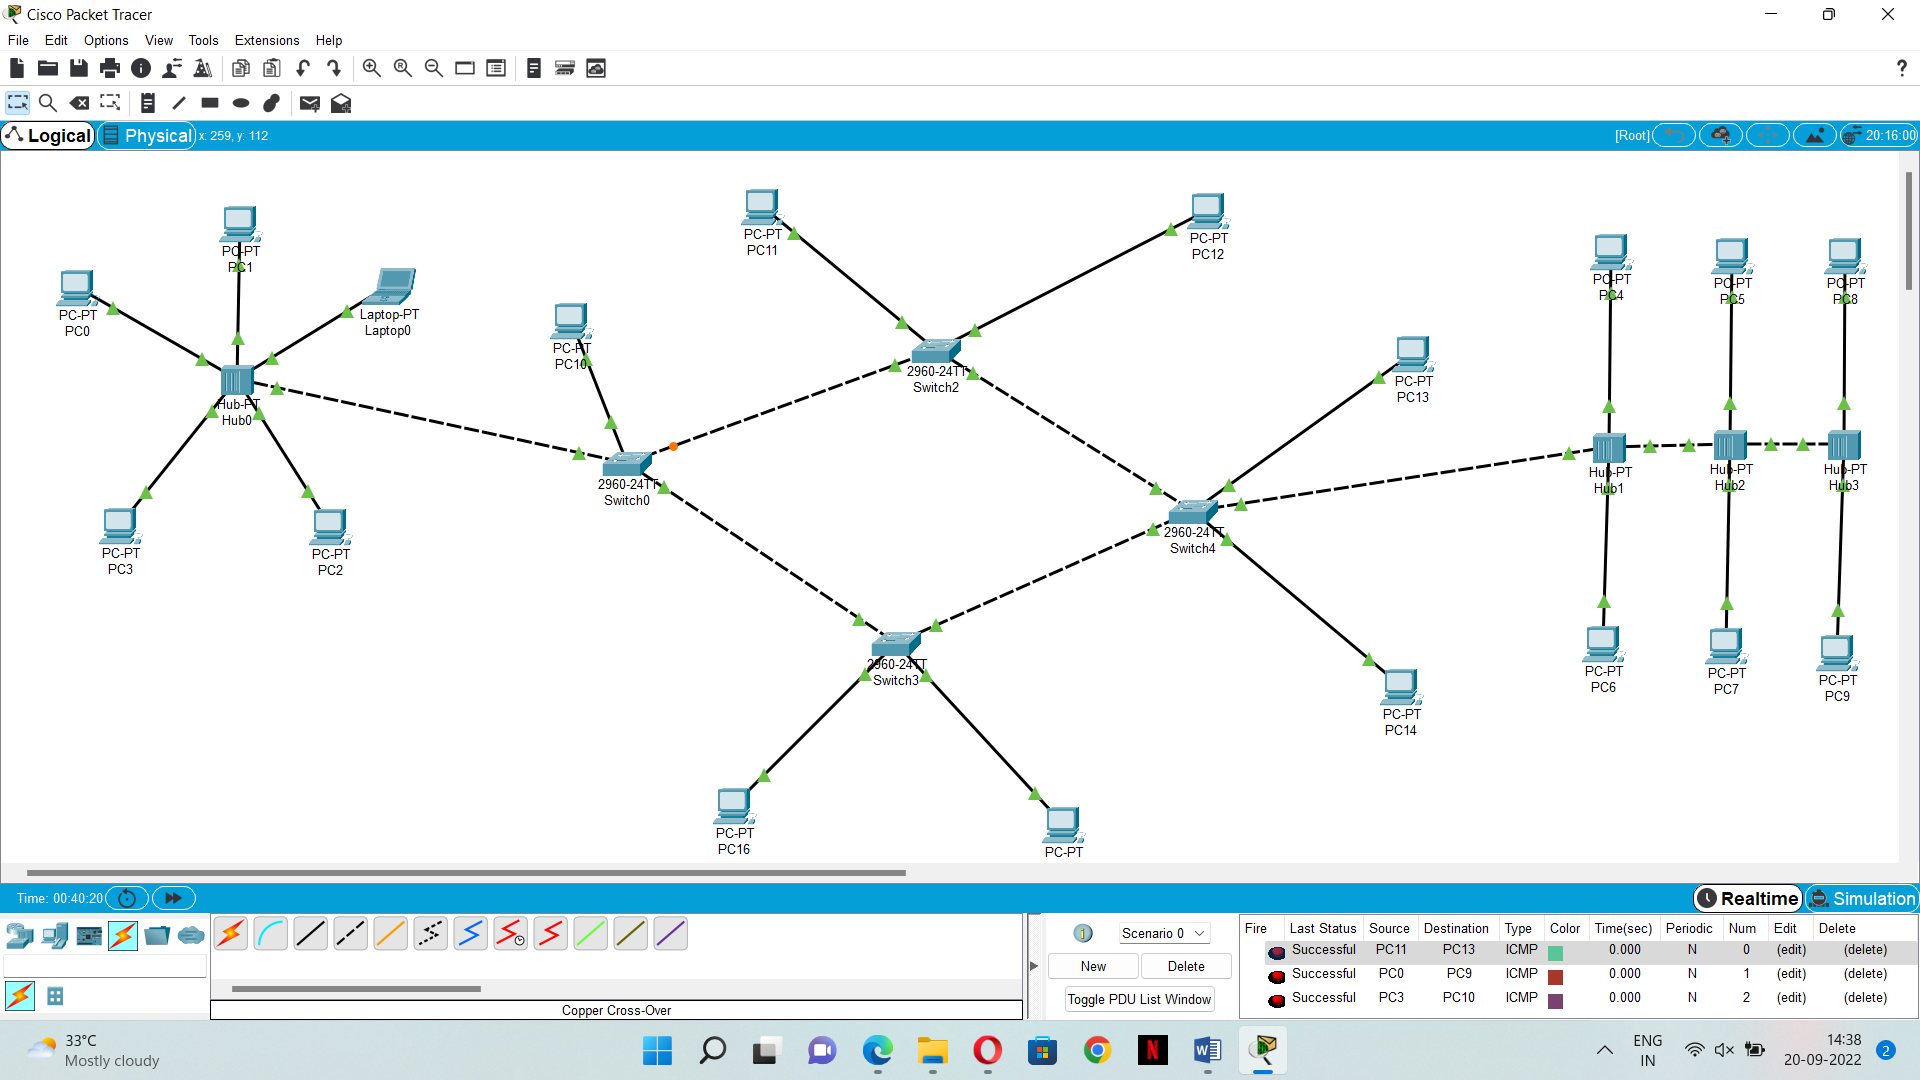 Cisco Packet Tracer
File Edit Options View Tools Extensions Help
?
Logical Physical x: 259, y: 112 [Root] 20:16:00
PC-PT
PC1
PC-PT
PC0
Laptop-PT
Laptop0
Hub-PT
Hub0
PC-PT
PC3
PC-PT
PC2
PC-PT
PC10
PC-PT
PC11
PC-PT
PC12
2960-24TT
Switch2
2960-24TT
Switch0
PC-PT
PC13
2960-24TT
Switch4
2960-24TT
Switch3
PC-PT
PC14
PC-PT
PC16
PC-PT
PC-PT
PC4
PC-PT
PC5
PC-PT
PC8
Hub-PT
Hub1
Hub-PT
Hub2
Hub-PT
Hub3
PC-PT
PC6
PC-PT
PC7
PC-PT
PC9
Time: 00:40:20 Realtime Simulation
Copper Cross-Over
Scenario 0
New Delete
Toggle PDU List Window
Fire Last Status Source Destination Type Color Time(sec) Periodic Num Edit Delete
Successful PC11 PC13 ICMP 0.000 N 0 (edit) (delete)
Successful PC0 PC9 ICMP 0.000 N 1 (edit) (delete)
Successful PC3 PC10 ICMP 0.000 N 2 (edit) (delete)
33°C
Mostly cloudy
ENG
IN
14:38
20-09-2022
2